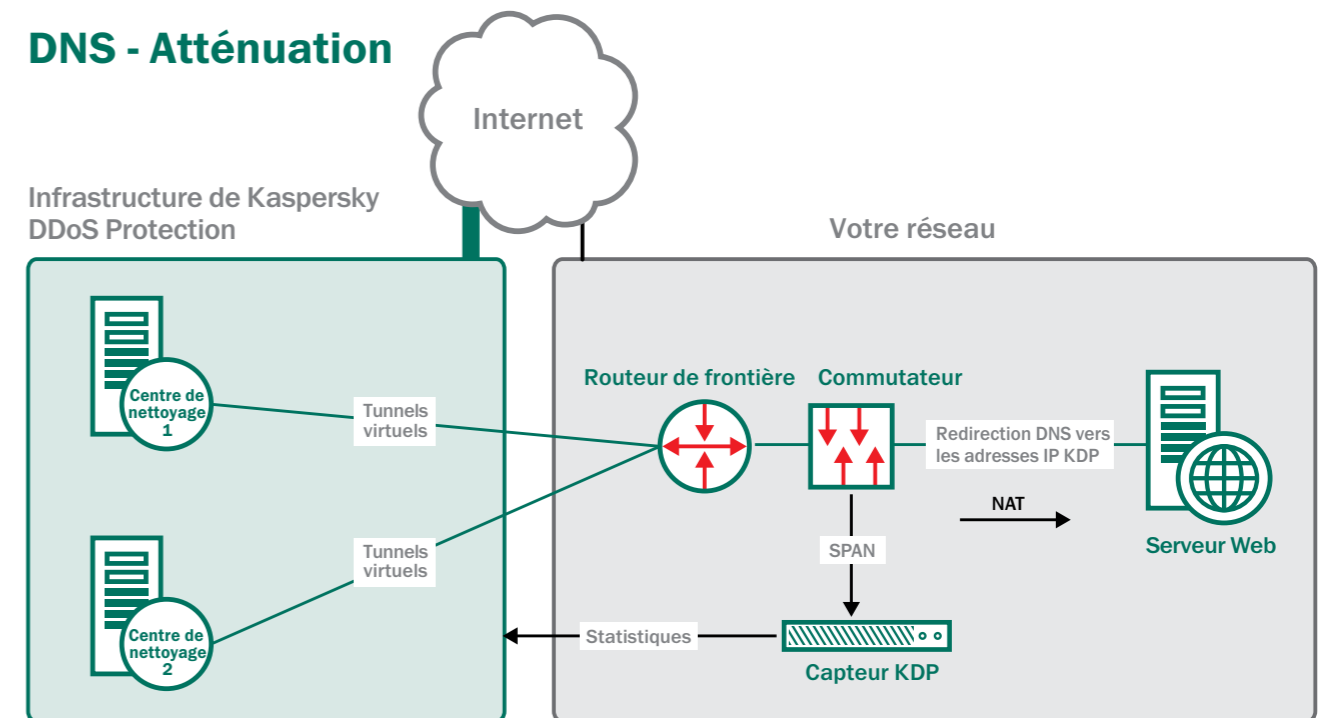 DNS - Atténuation
Internet
Infrastructure de Kaspersky
DDoS Protection
Votre réseau
Centre de
nettoyage
1
Tunnels
virtuels
Routeur de frontière
Commutateur
Redirection DNS vers
les adresses IP KDP
NAT
Serveur Web
SPAN
Tunnels
virtuels
Centre de
nettoyage
2
Statistiques
Capteur KDP